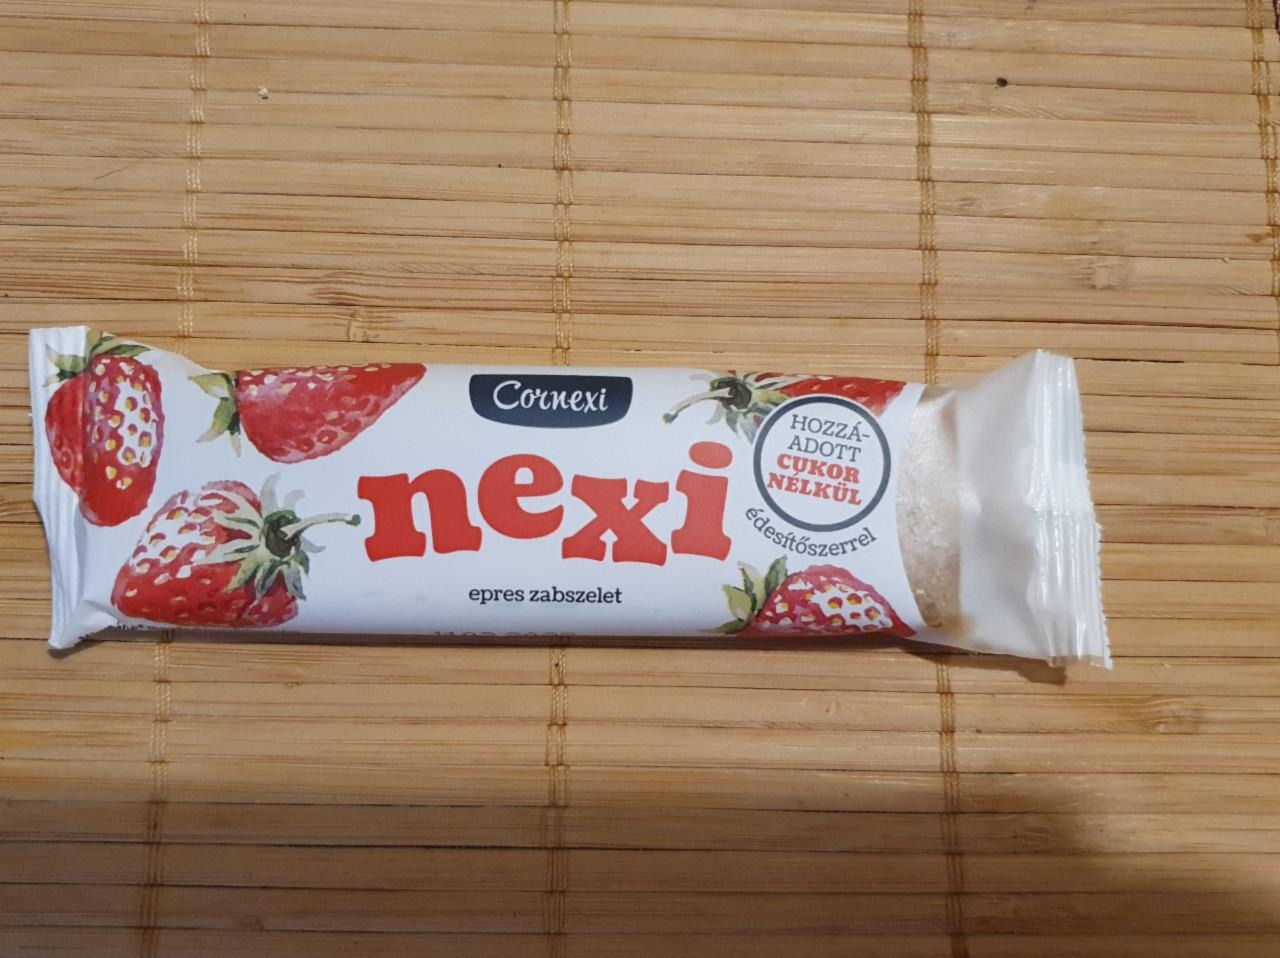 Cornexi
nexi
epres zabszelet
HOZZÁ-
ADOTT
CUKOR
NÉLKÜL
édesítőszerrel